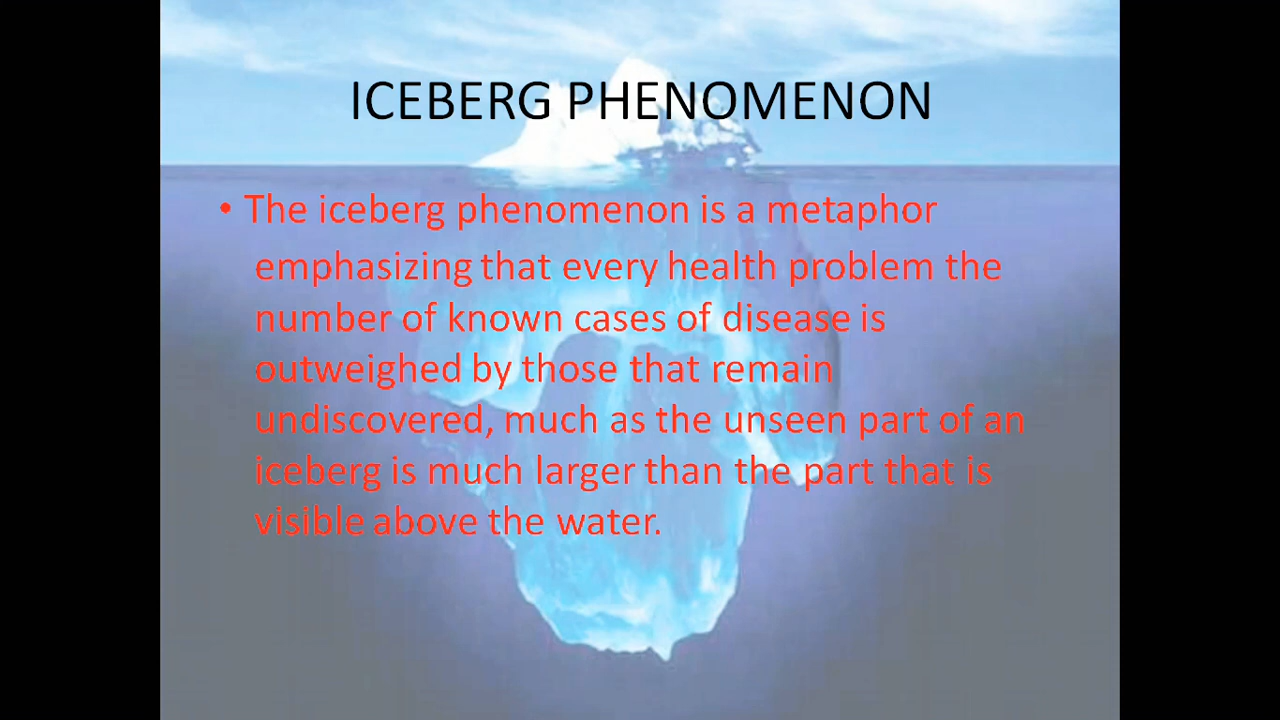 ICEBERG PHENOMENON
• The iceberg phenomenon is a metaphor
emphasizing that every health problem the
number of known cases of disease is
outweighed by those that remain
undiscovered, much as the unseen part of an
iceberg is much larger than the part that is
visible above the water.